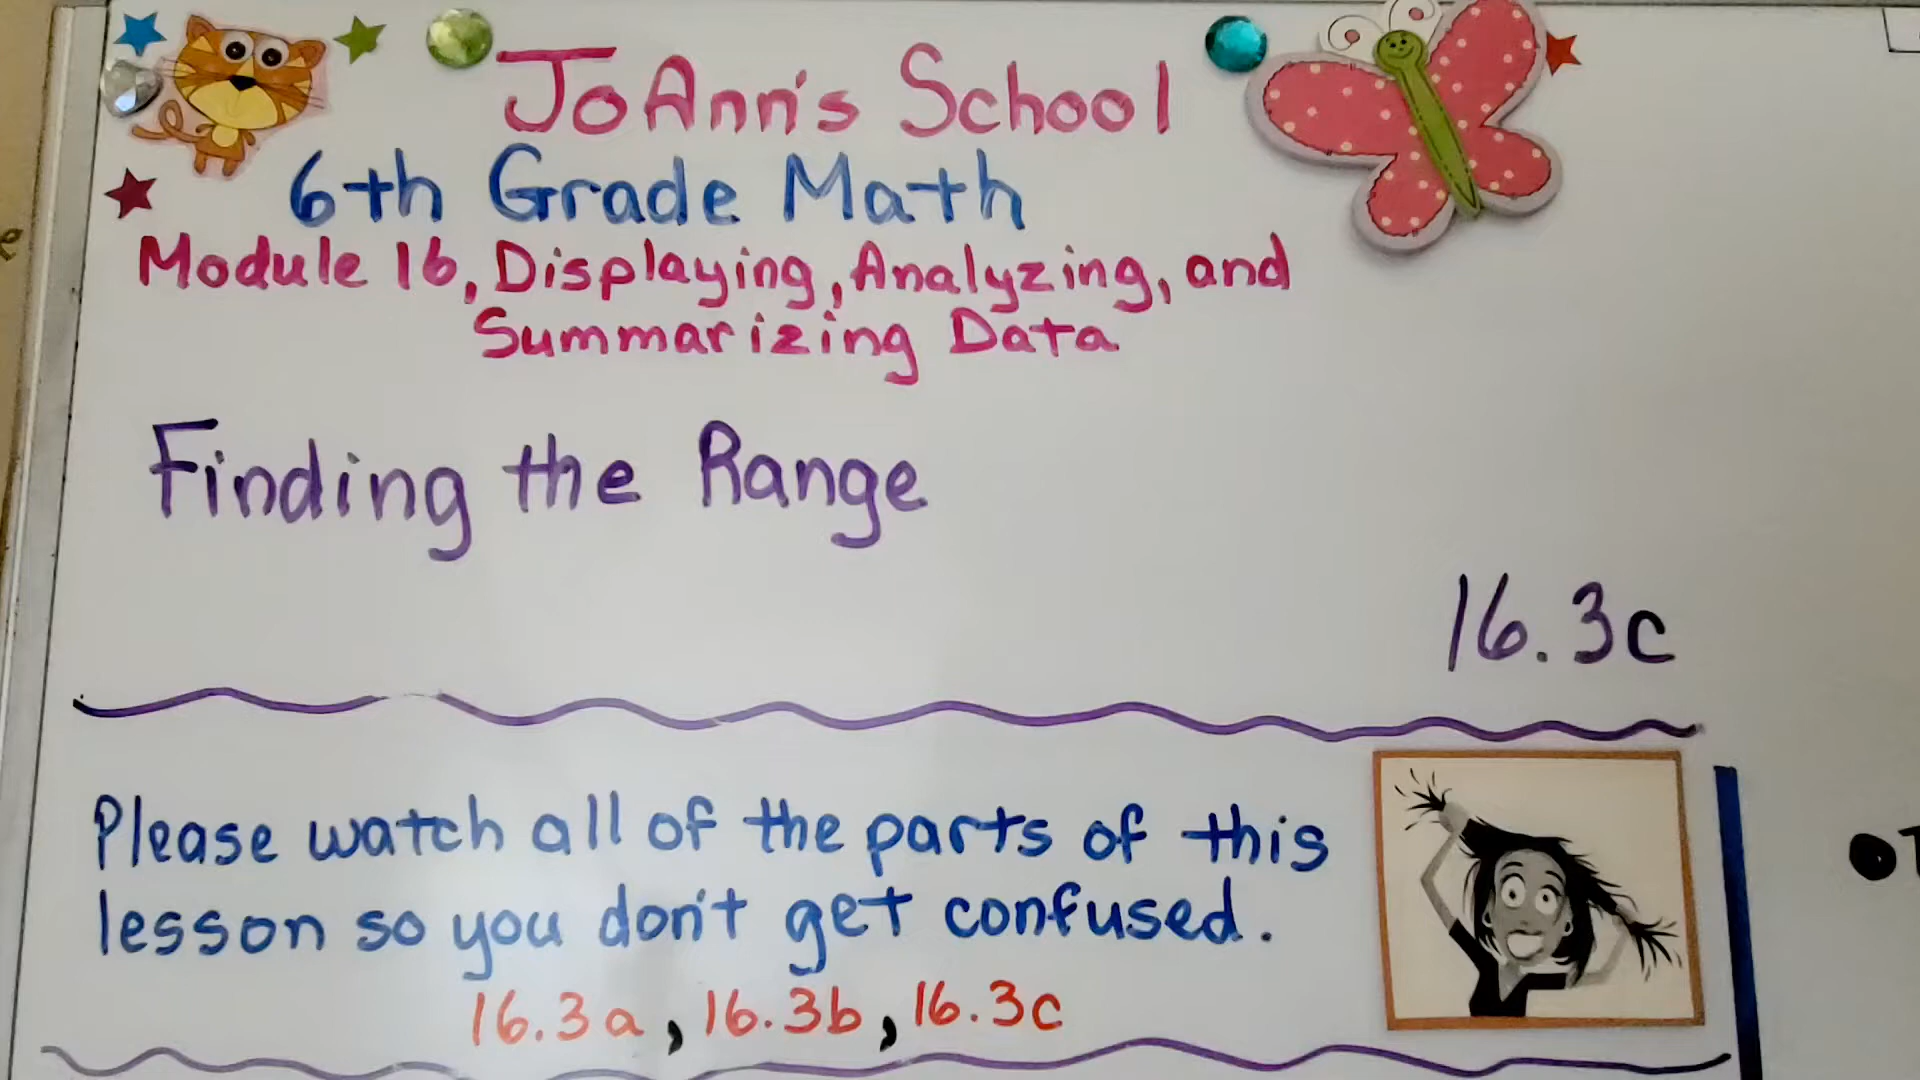 JoAnn's School
6th Grade Math
Module 16, Displaying, Analyzing, and
Summarizing Data
Finding the Range
16.3c
Please watch all of the parts of this
lesson so you don't get confused.
16.3a, 16.3b, 16.3c